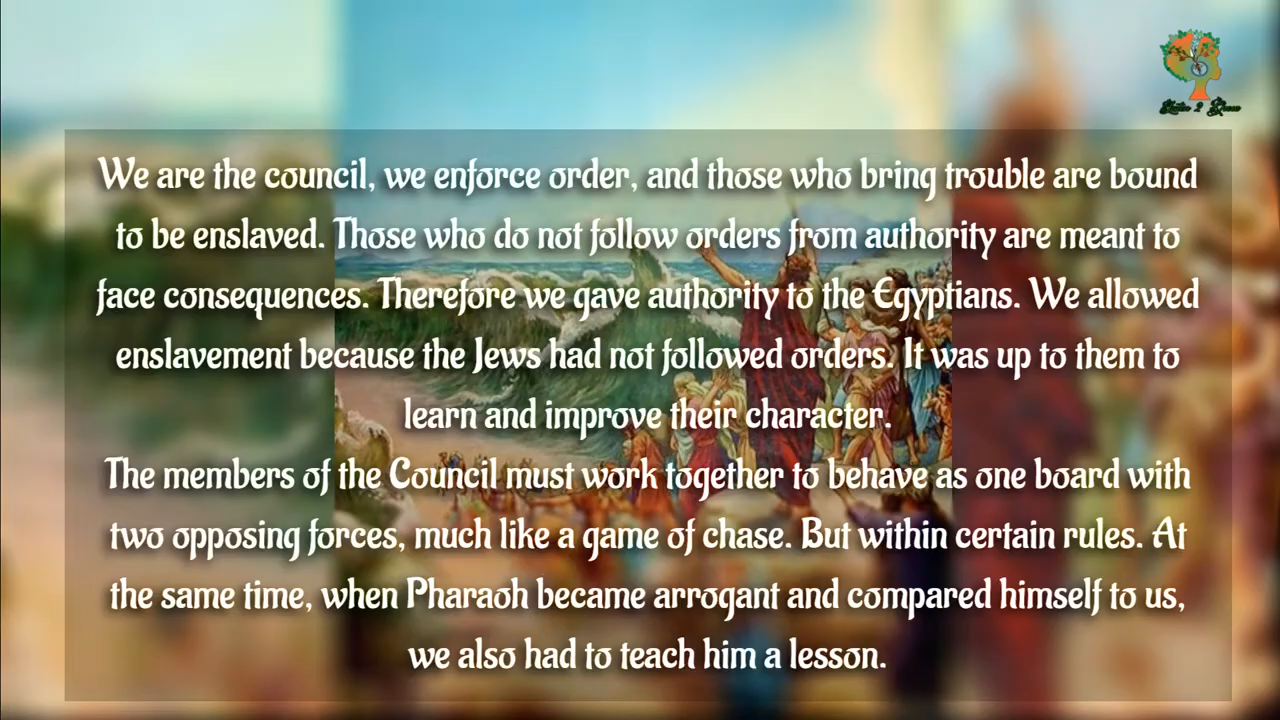 We are the council, we enforce order, and those who bring trouble are bound
to be enslaved. Those who do not follow orders from authority are meant to
face consequences. Therefore we gave authority to the Egyptians. We allowed
enslavement because the Jews had not followed orders. It was up to them to
learn and improve their character.
The members of the Council must work together to behave as one board with
two opposing forces, much like a game of chase. But within certain rules. At
the same time, when Pharaoh became arrogant and compared himself to us,
we also had to teach him a lesson.